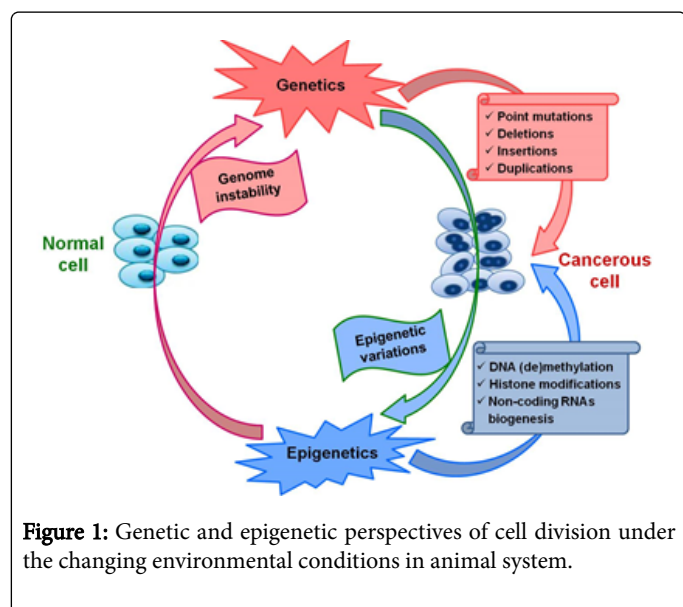 Genetics
✓ Point mutations
✓ Deletions
✓ Insertions
✓ Duplications
Genome
instability
Normal
cell
Cancerous
cell
Epigenetic
variations
✓ DNA (de)methylation
✓ Histone modifications
✓ Non-coding RNAs
biogenesis
Epigenetics
Figure 1: Genetic and epigenetic perspectives of cell division under
the changing environmental conditions in animal system.